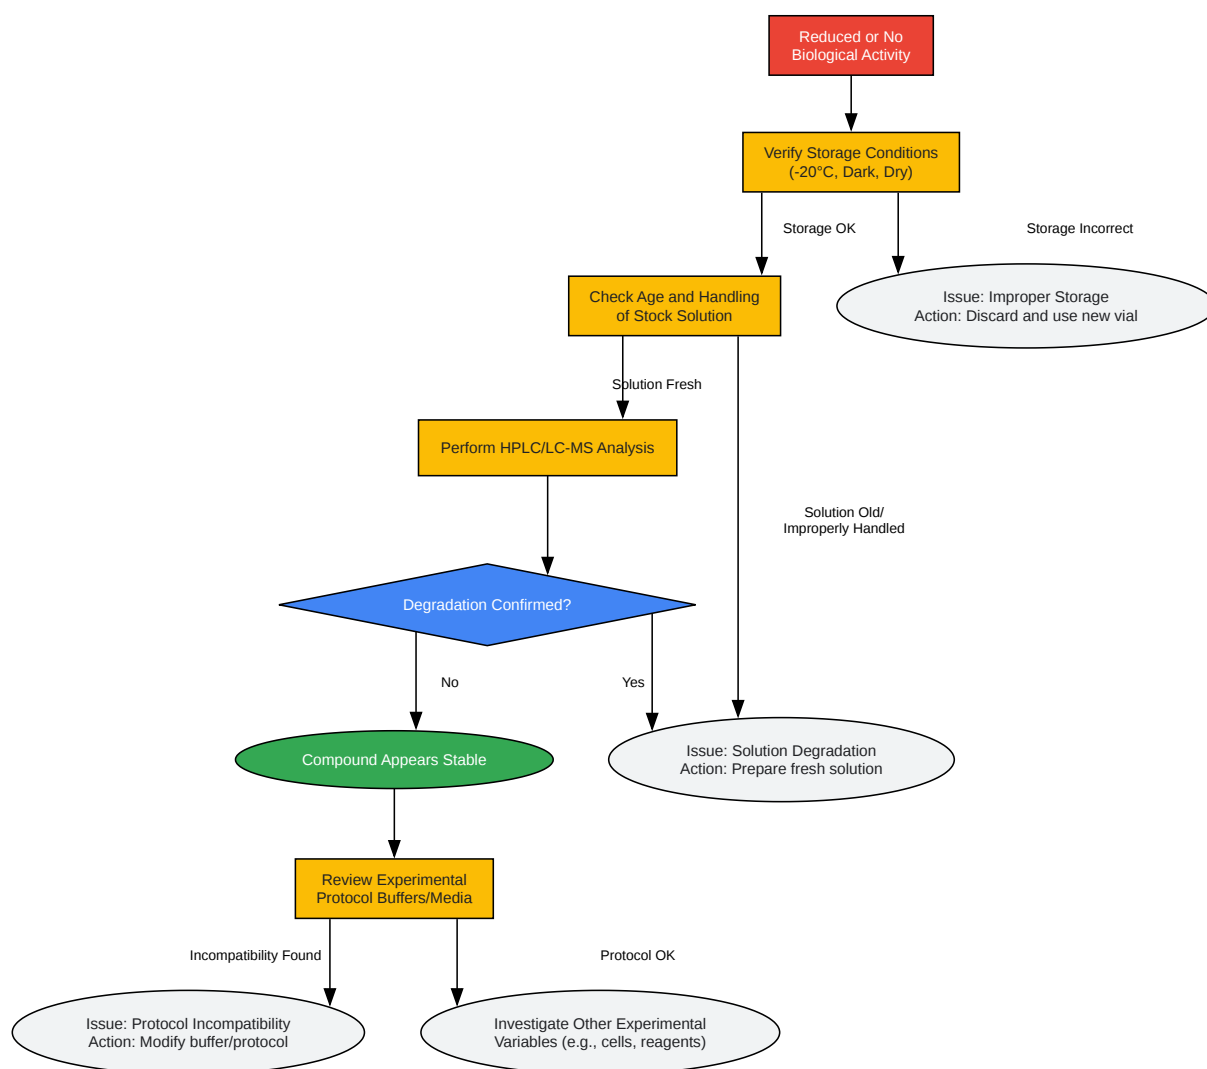 Reduced or No
Biological Activity
Verify Storage Conditions
(-20°C, Dark, Dry)
Storage OK
Storage Incorrect
Check Age and Handling
of Stock Solution
Issue: Improper Storage
Action: Discard and use new vial
Solution Fresh
Perform HPLC/LC-MS Analysis
Solution Old/
Improperly Handled
Degradation Confirmed?
No
Yes
Compound Appears Stable
Issue: Solution Degradation
Action: Prepare fresh solution
Review Experimental
Protocol Buffers/Media
Incompatibility Found
Protocol OK
Issue: Protocol Incompatibility
Action: Modify buffer/protocol
Investigate Other Experimental
Variables (e.g., cells, reagents)